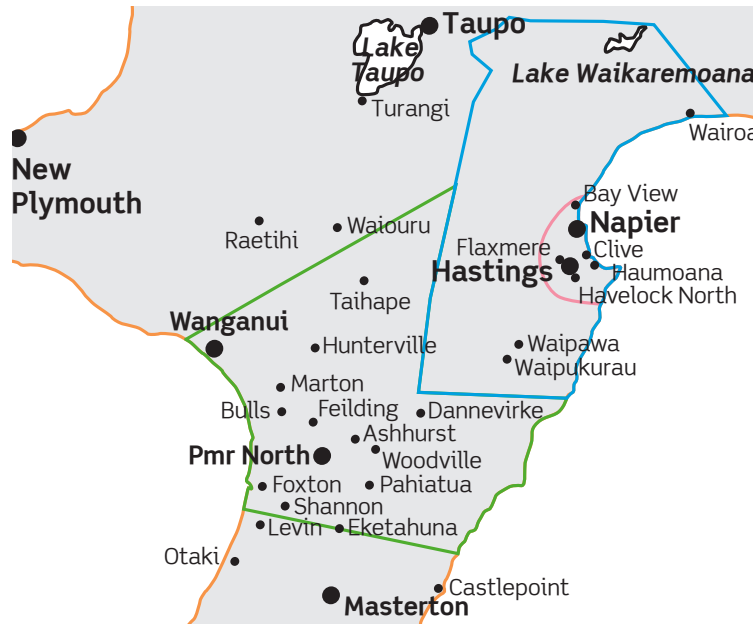 Taupo
Lake
Taupo
Lake Waikaremoana
Turangi
Wairoa
New
Plymouth
Bay View
Napier
Raetihi
Waiouru
Flaxmere
Clive
Hastings
Haumoana
Taihape
Havelock North
Wanganui
Hunterville
Waipawa
Waipukurau
Marton
Bulls
Feilding
Dannevirke
Ashhurst
Pmr North
Woodville
Foxton
Pahiatua
Shannon
Levin
Eketahuna
Otaki
Castlepoint
Masterton